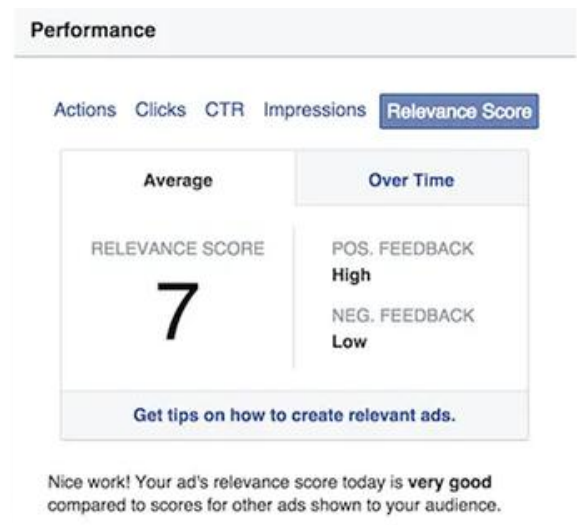 Performance
Actions Clicks CTR Impressions Relevance Score
Average Over Time
RELEVANCE SCORE
7
POS. FEEDBACK
High
NEG. FEEDBACK
Low
Get tips on how to create relevant ads.
Nice work! Your ad's relevance score today is very good
compared to scores for other ads shown to your audience.